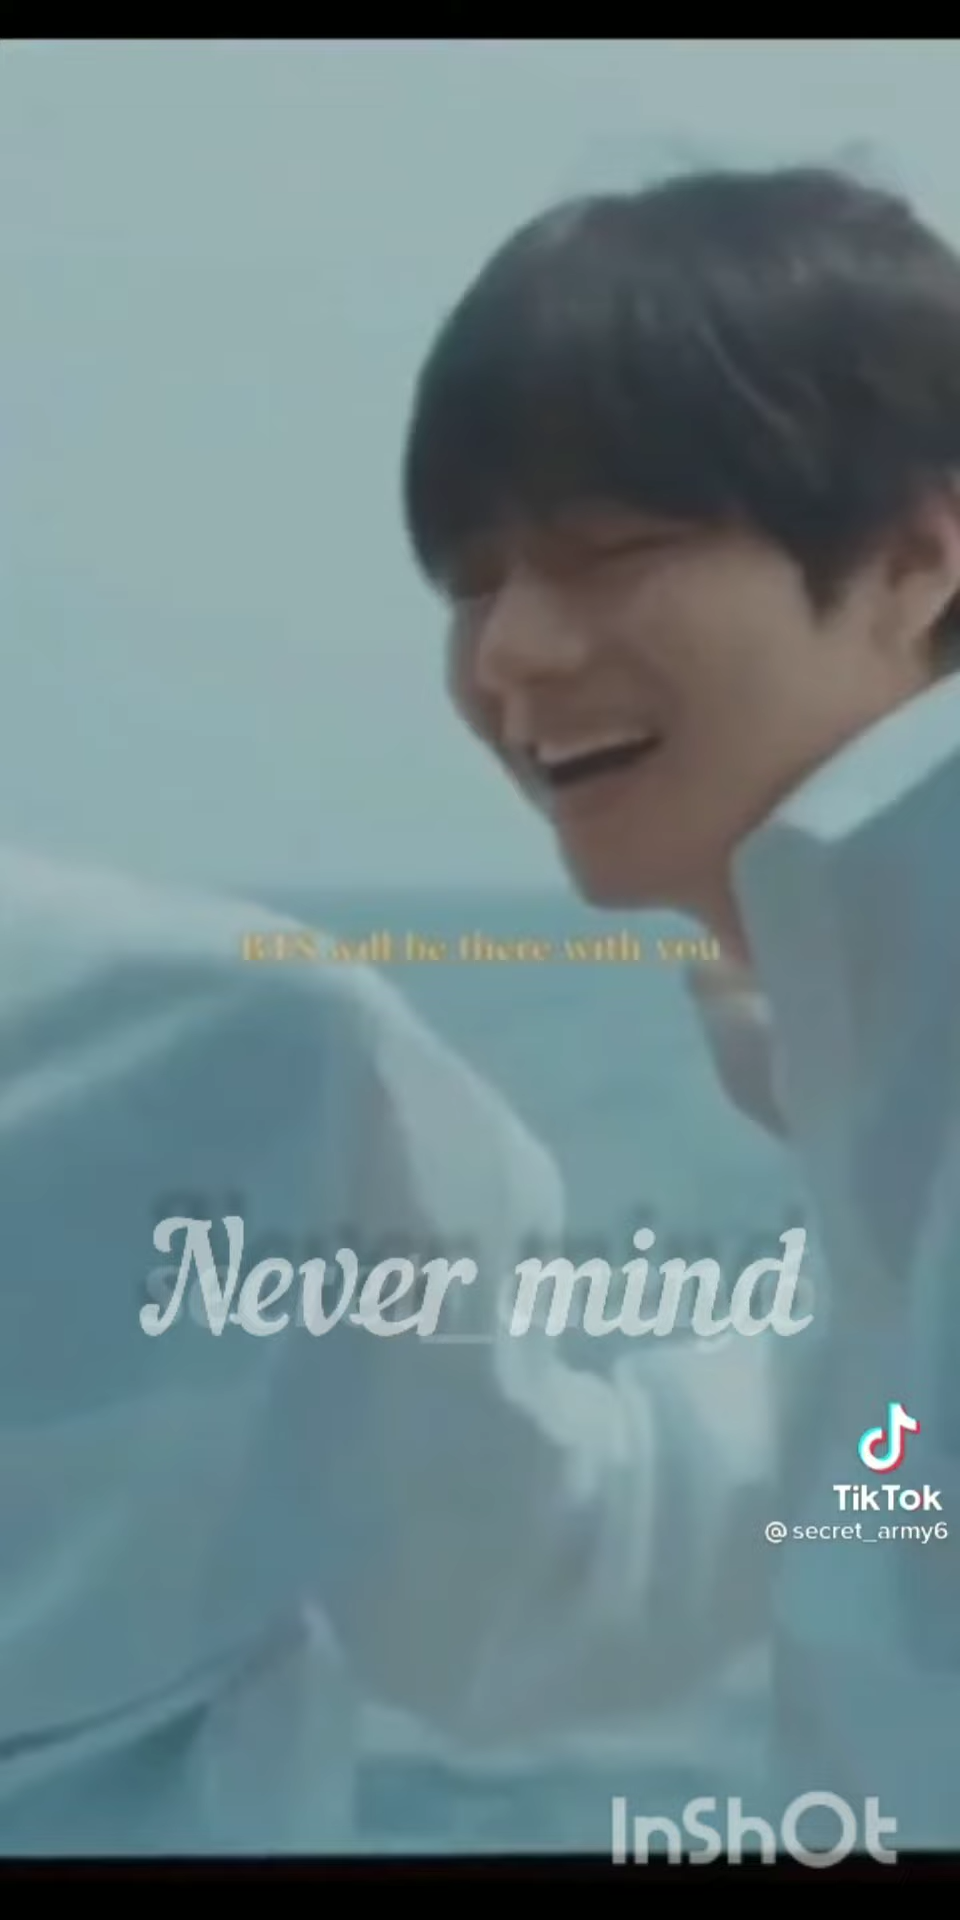 BTS will be there with you
Never mind
TikTok
@secret_army6
InShOt